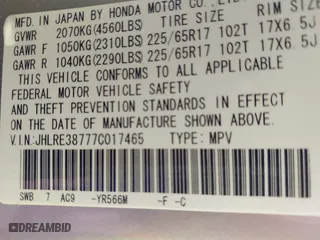 MFD. IN JAPAN BY HONDA MOTOR CO., LTD.
GVWR 2070KG(4560LBS) TIRE SIZE RIM SIZE
GAWR F 1050KG(2310LBS) 225/65R17 102T 17X6.5J
GAWR R 1040KG(2290LBS) 225/65R17 102T 17X6.5J
THIS VEHICLE CONFORMS TO ALL APPLICABLE
FEDERAL MOTOR VEHICLE SAFETY
STANDARDS IN EFFECT
ON THE DATE OF MANUFACTURE SHOWN ABOVE.
V.I.N.: JHLRE38777C017465 TYPE: MPV
SWB 7 AC9 -YR566M -F -C
DREAMBID